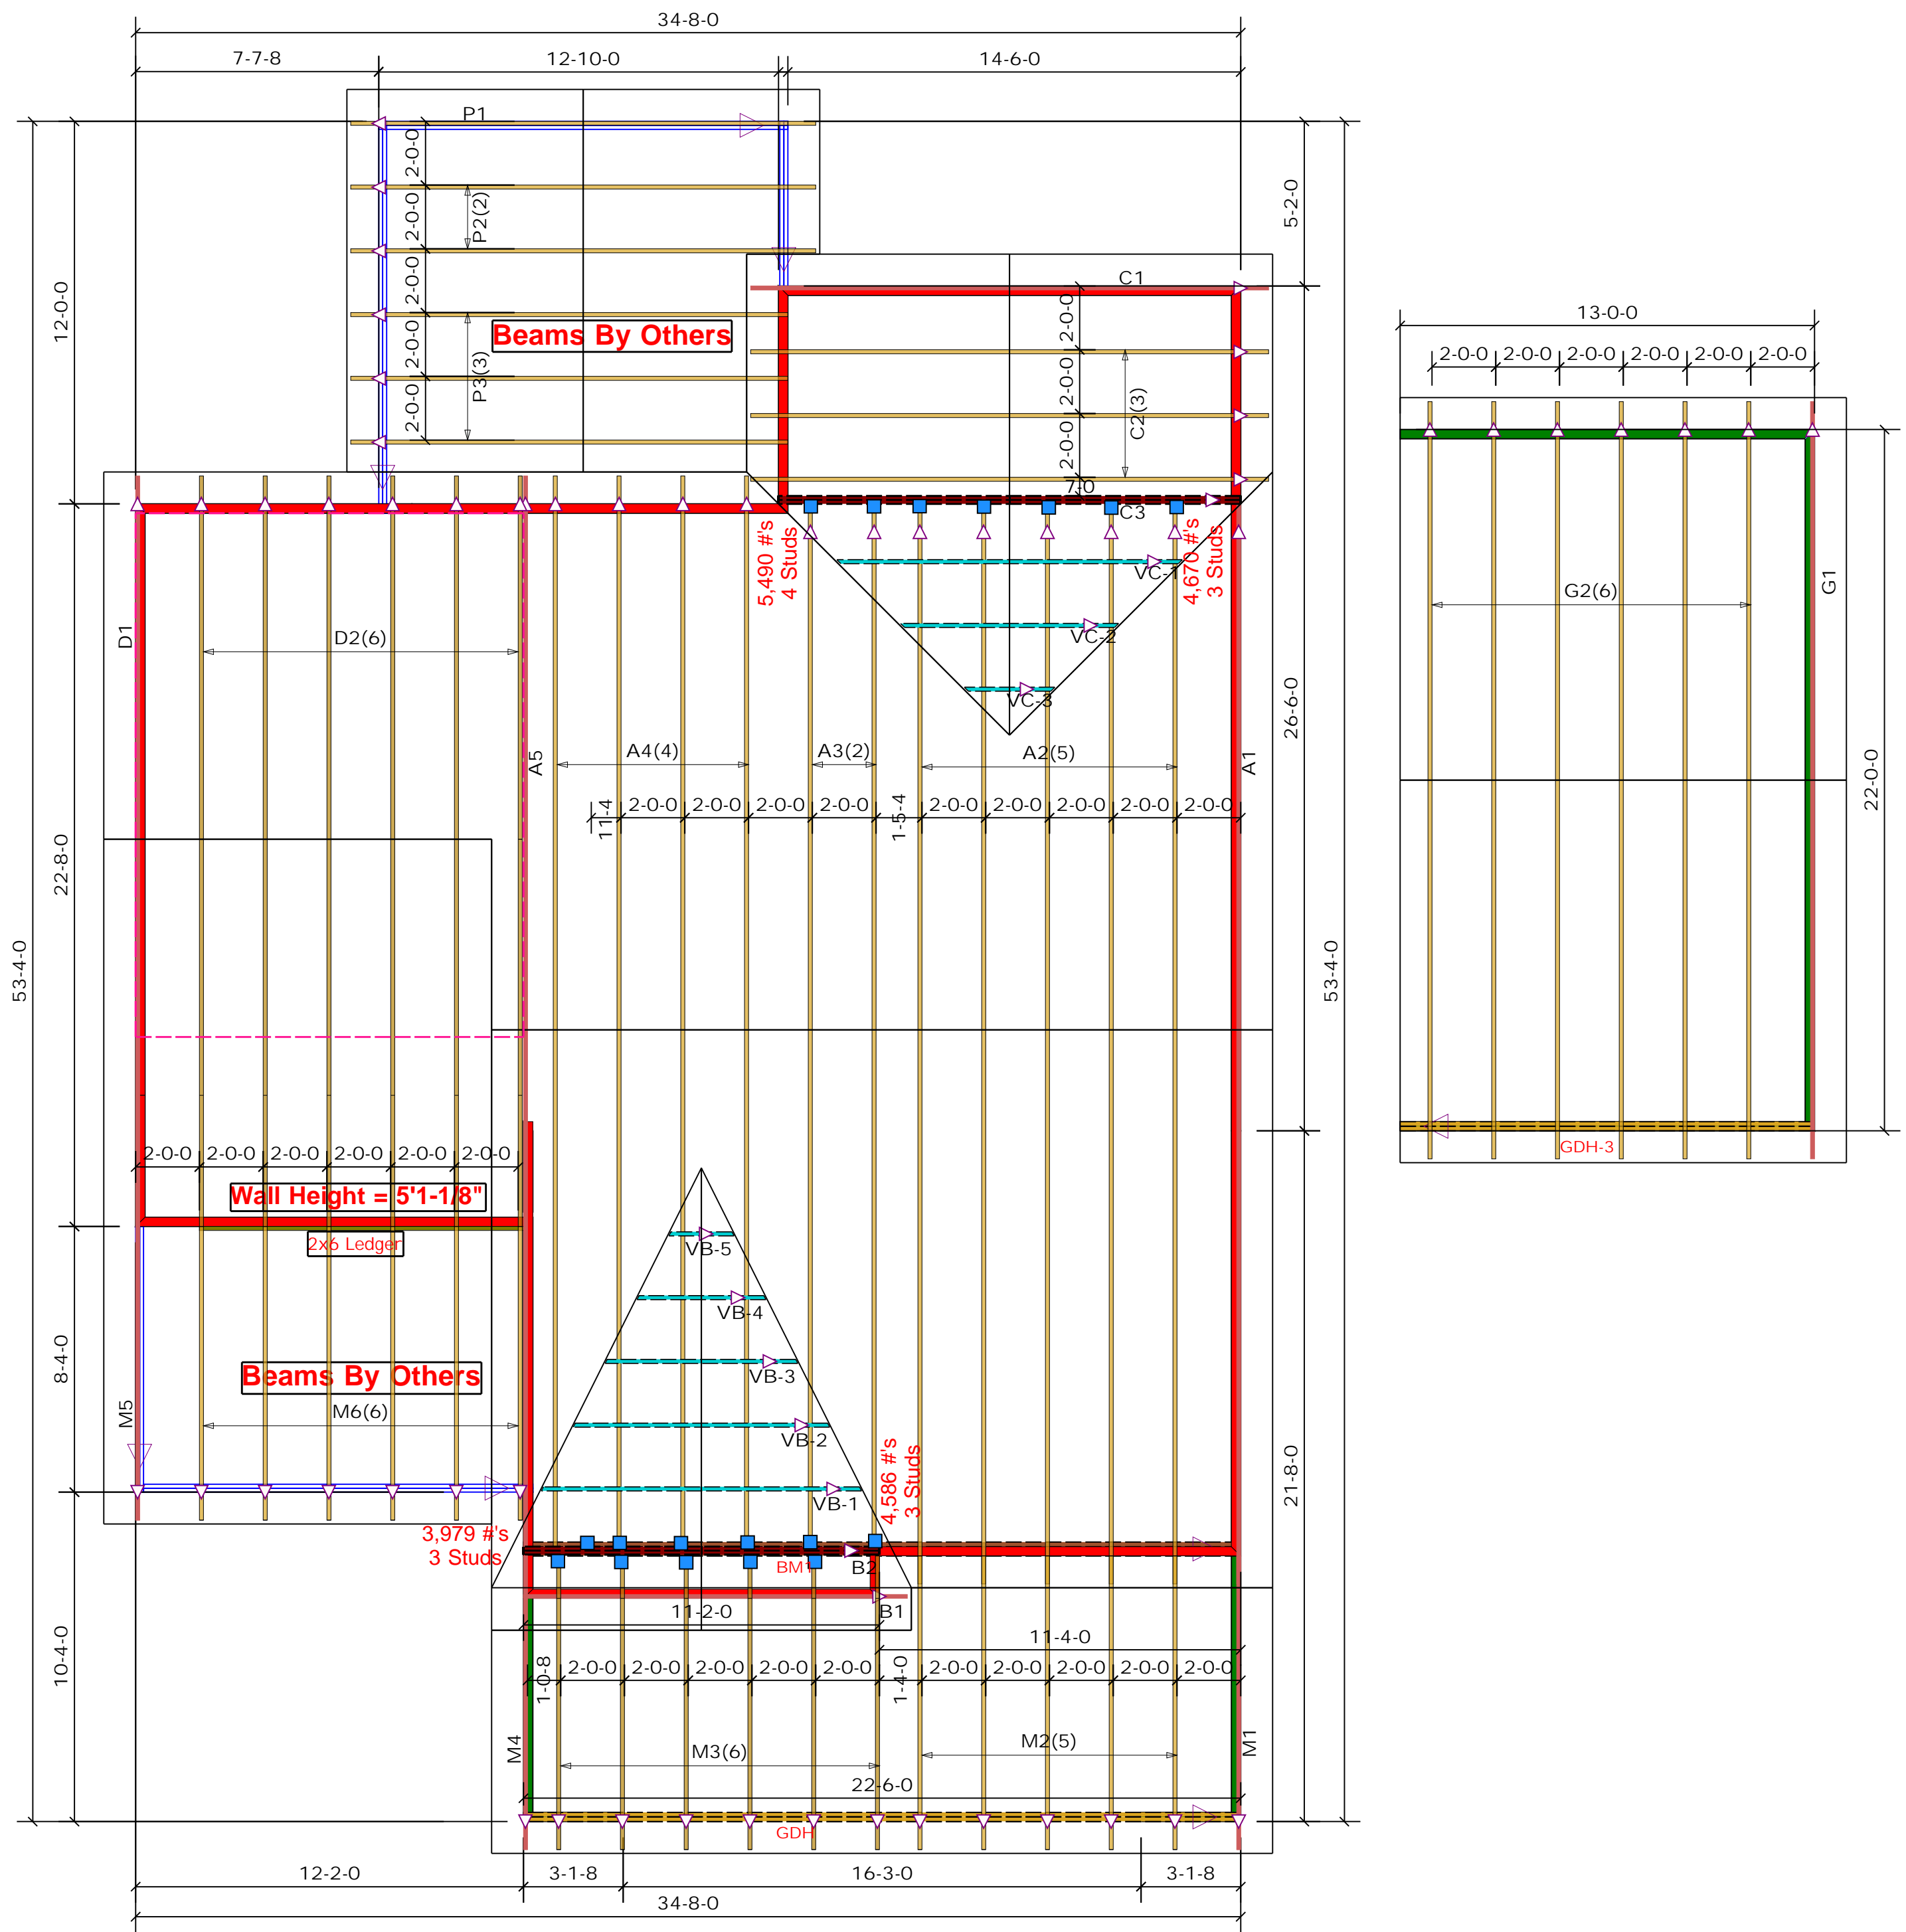 34-8-0
7-7-8
12-10-0
14-6-0
P1
2-0-0
2-0-0
2-0-0
2-0-0
2-0-0
P2(2)
P3(3)
12-0-0
5-2-0
Beams By Others
C1
2-0-0
2-0-0
2-0-0
C2(3)
7-0
C3
13-0-0
2-0-0
2-0-0
2-0-0
2-0-0
2-0-0
2-0-0
5,490 #'s
4 Studs
4,670 #'s
3 Studs
VC-1
VC-2
VC-3
D1
D2(6)
A5
A4(4)
A3(2)
A2(5)
A1
26-6-0
G2(6)
G1
22-0-0
11-4
2-0-0
2-0-0
2-0-0
2-0-0
1-5-4
2-0-0
2-0-0
2-0-0
2-0-0
2-0-0
22-8-0
53-4-0
53-4-0
GDH-3
2-0-0
2-0-0
2-0-0
2-0-0
2-0-0
2-0-0
Wall Height = 5'1-1/8"
2x6 Ledger
VB-5
VB-4
VB-3
VB-2
VB-1
8-4-0
Beams By Others
M5
M6(6)
4,586 #'s
3 Studs
21-8-0
3,979 #'s
3 Studs
BM1
B2
B1
11-2-0
11-4-0
10-4-0
1-0-8
2-0-0
2-0-0
2-0-0
2-0-0
2-0-0
1-4-0
2-0-0
2-0-0
2-0-0
2-0-0
2-0-0
M4
M3(6)
M2(5)
M1
22-6-0
GDH
12-2-0
3-1-8
16-3-0
3-1-8
34-8-0